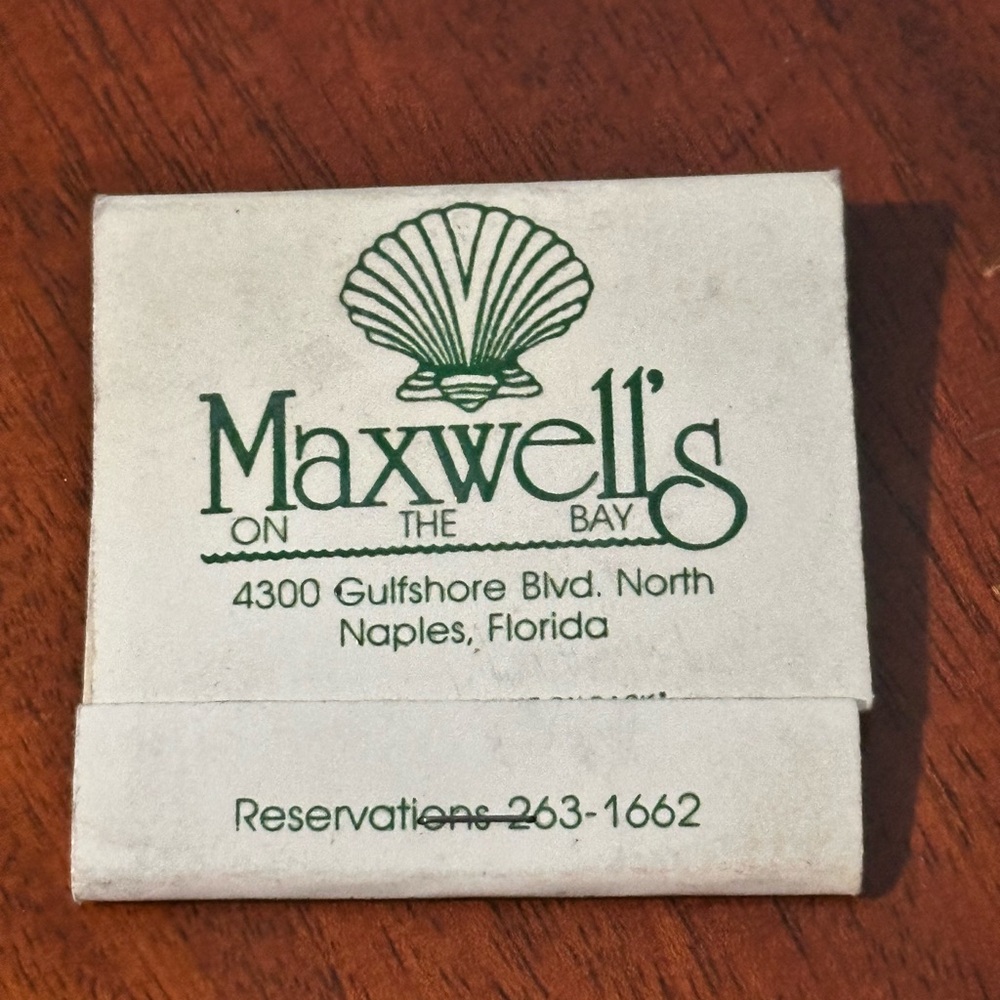 Maxwell's
ON THE BAY
4300 Gulfshore Blvd. North
Naples, Florida
Reservations 263-1662